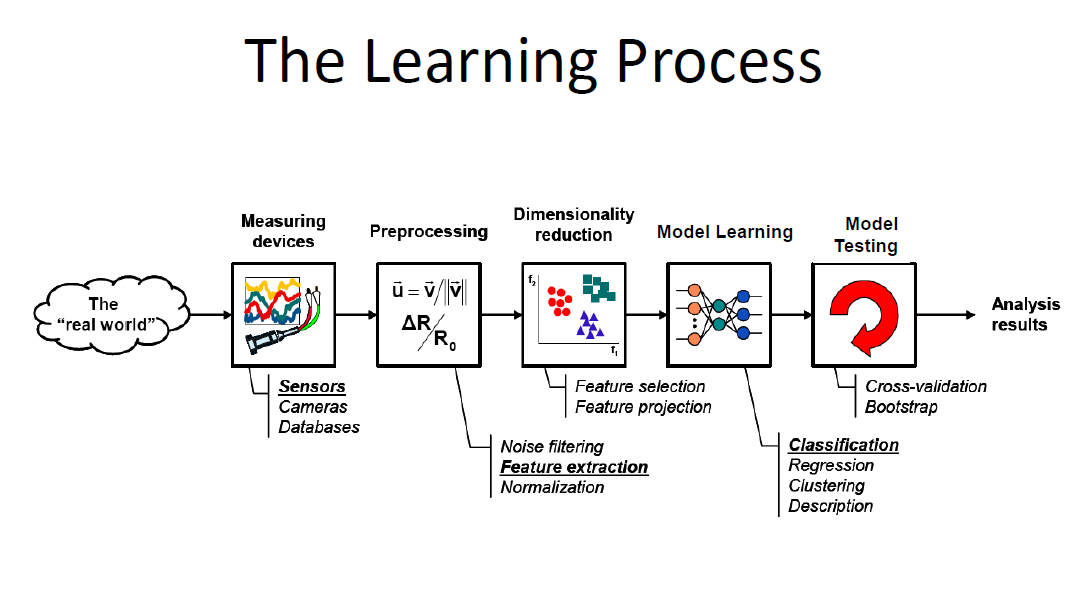 The Learning Process
The
“real world”
Measuring
devices
Sensors
Cameras
Databases
Preprocessing
u⃗ = v⃗/||v⃗||
ΔR/R₀
Noise filtering
Feature extraction
Normalization
Dimensionality
reduction
f₂
f₁
Feature selection
Feature projection
Model Learning
Classification
Regression
Clustering
Description
Model
Testing
Cross-validation
Bootstrap
Analysis
results